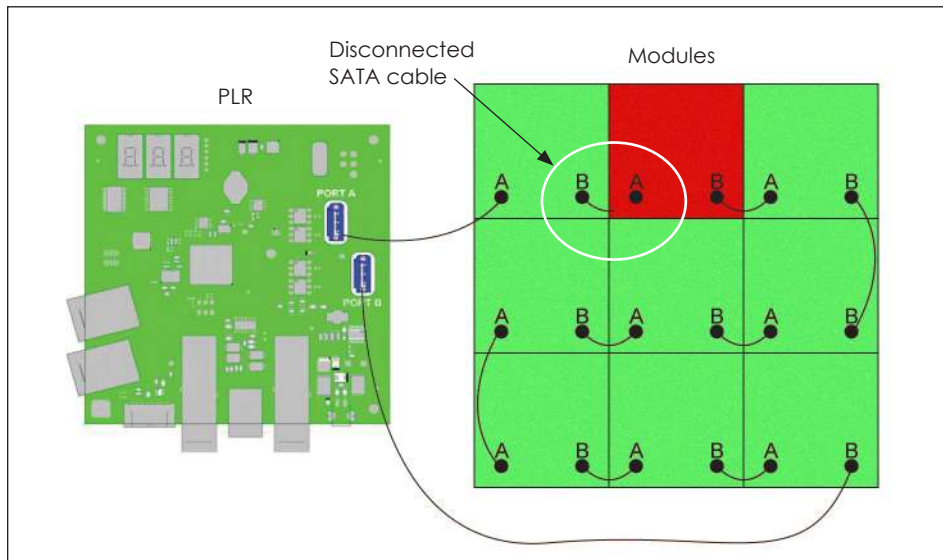 Disconnected
SATA cable
Modules
PLR
PORT A
PORT B
A B A B A B
A B A B A B
A B A B A B